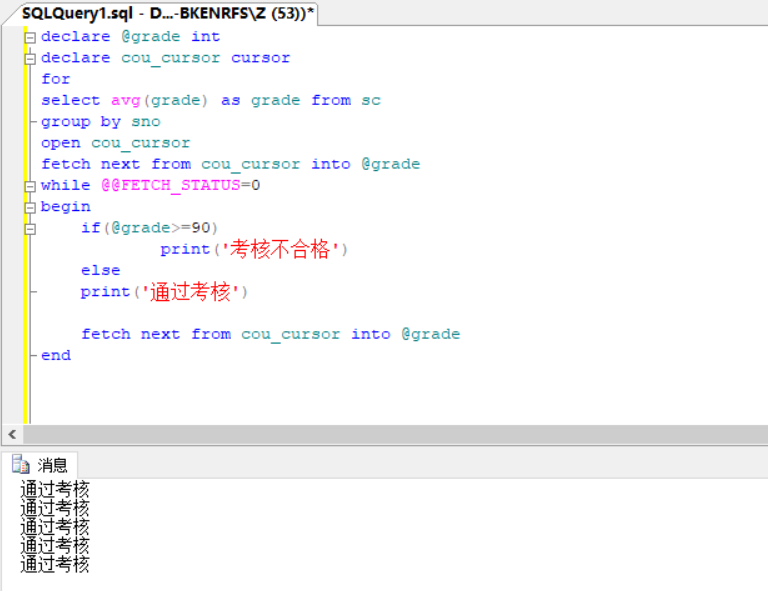 SQLQuery1.sql - D...-BKENRFS\Z (53))*
declare @grade int
declare cou_cursor cursor
for
select avg(grade) as grade from sc
group by sno
open cou_cursor
fetch next from cou_cursor into @grade
while @@FETCH_STATUS=0
begin
if(@grade>=90)
print('考核不合格')
else
print('通过考核')
fetch next from cou_cursor into @grade
end
消息
通过考核
通过考核
通过考核
通过考核
通过考核